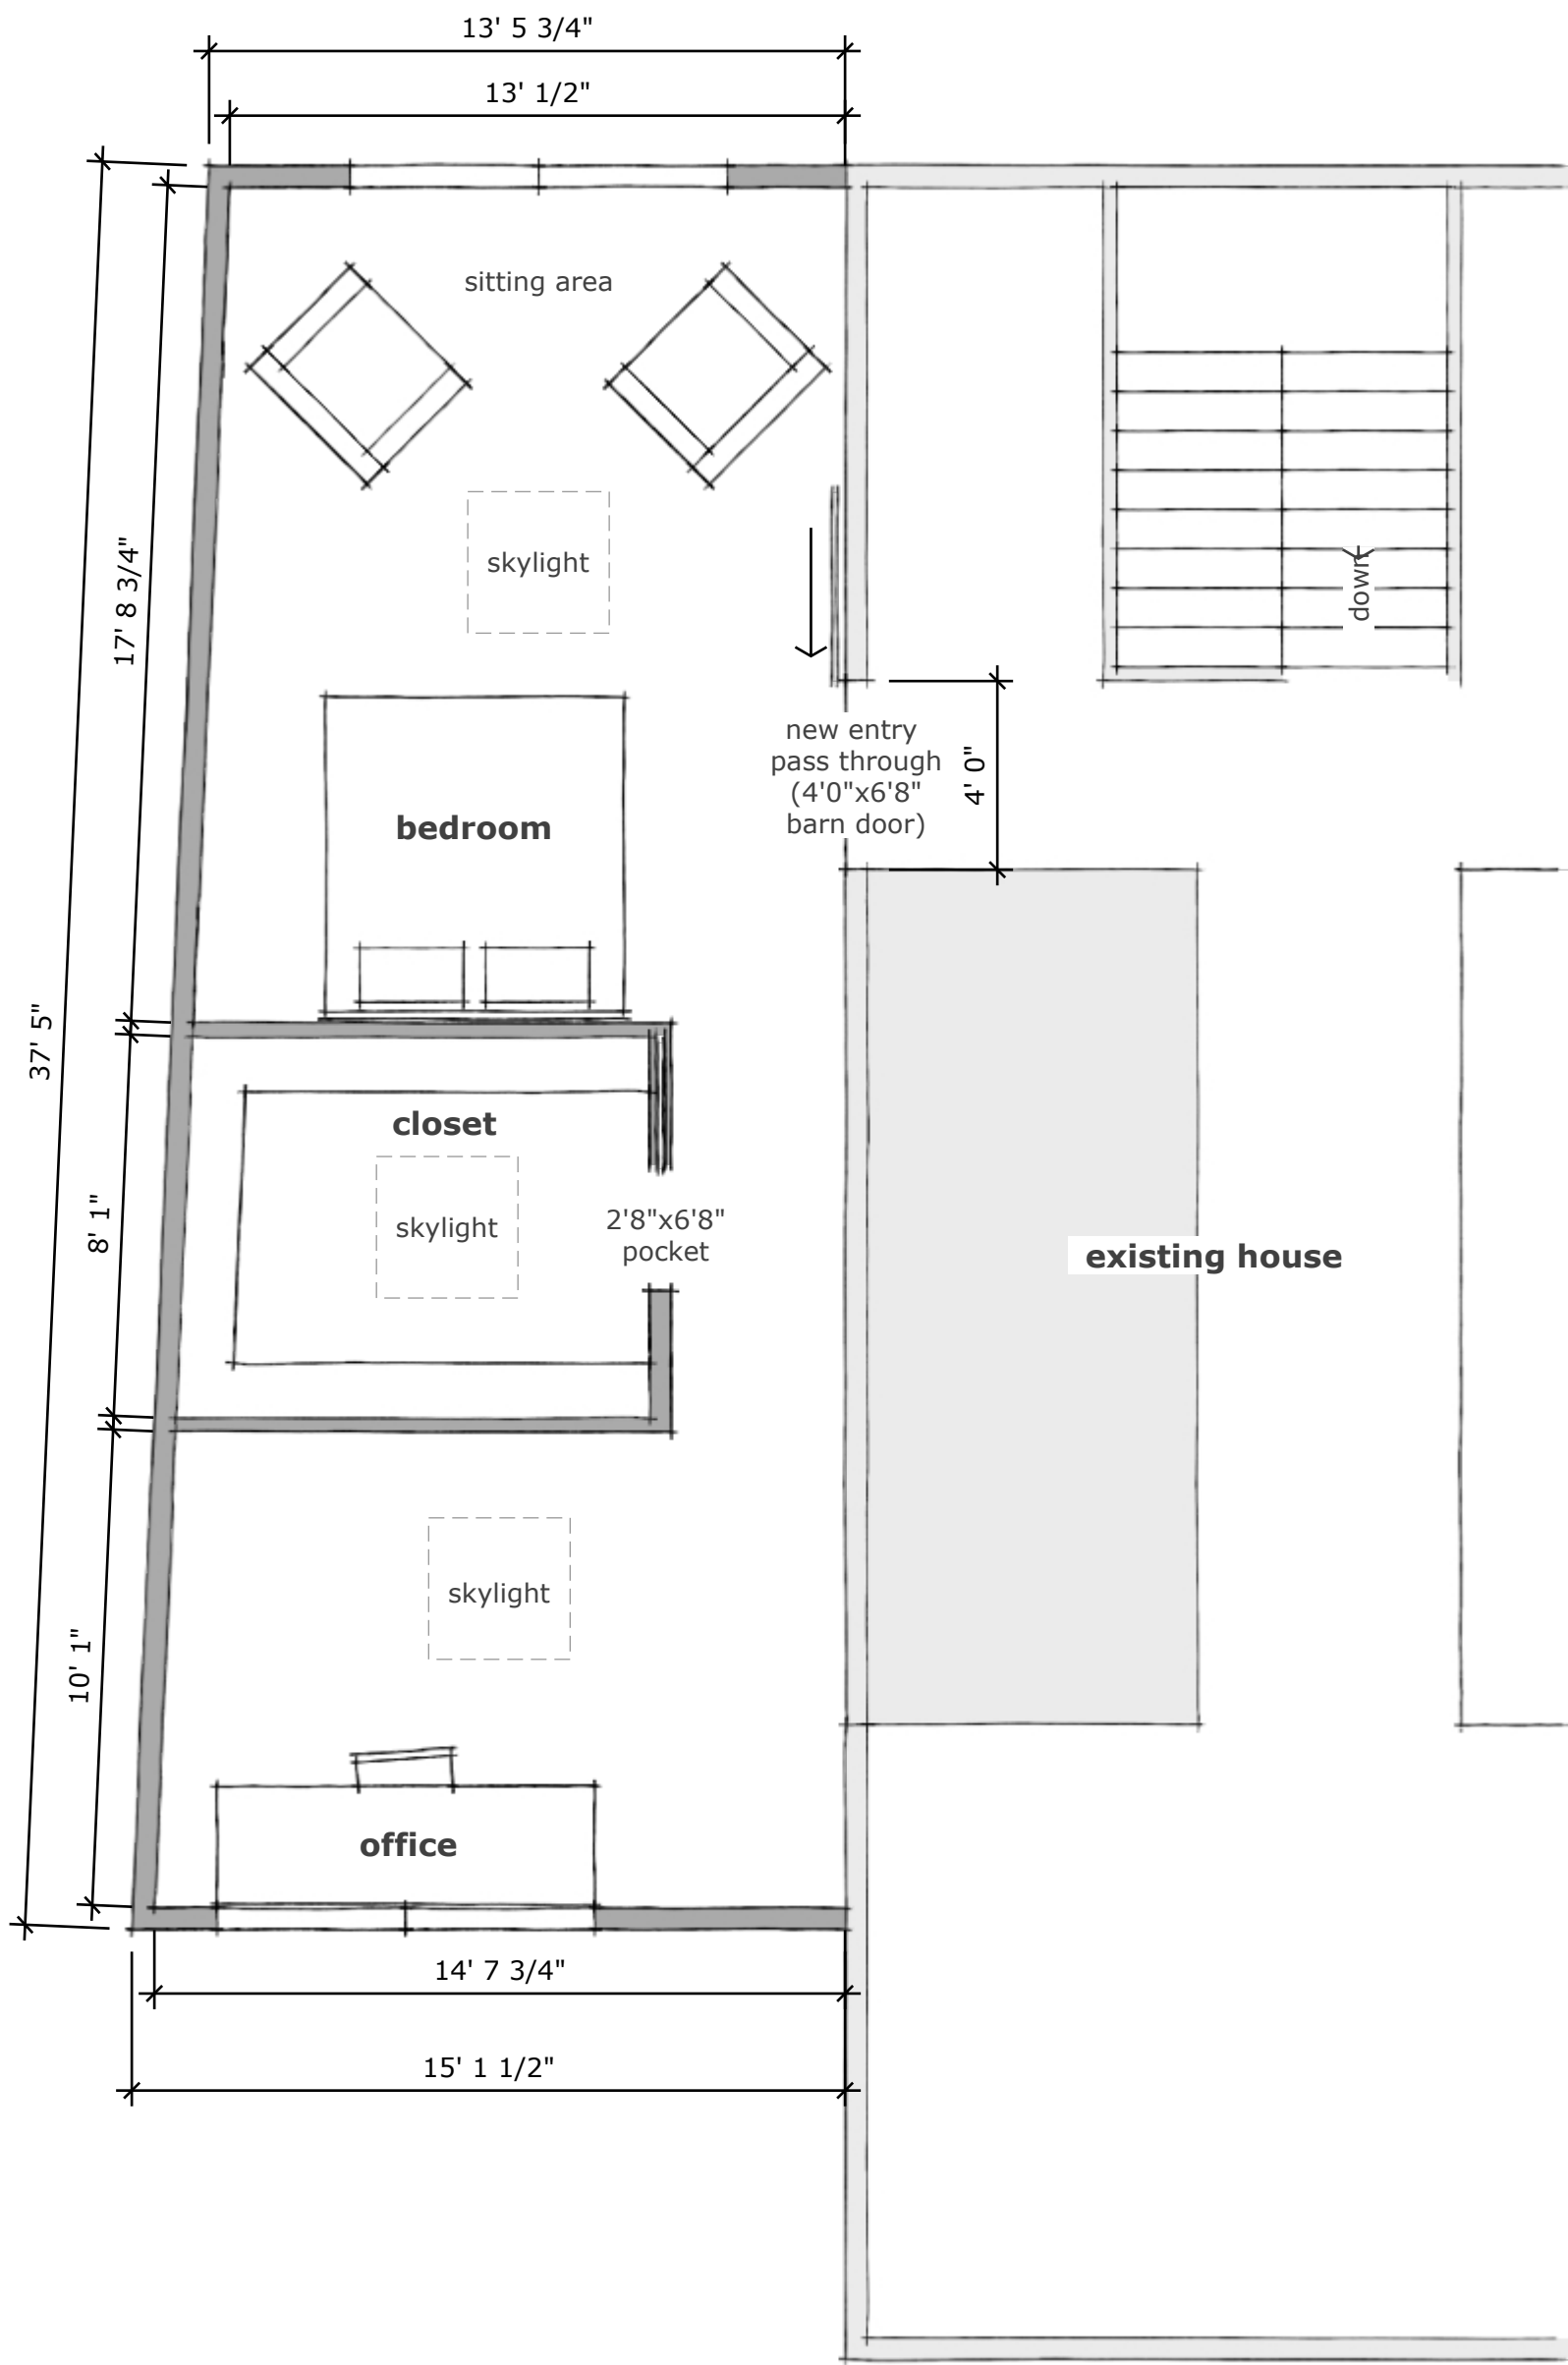 13' 5 3/4"
13' 1/2"
sitting area
skylight
17' 8 3/4"
down
new entry
pass through
(4'0"x6'8"
barn door)
4' 0"
bedroom
37' 5"
closet
skylight
8' 1"
2'8"x6'8"
pocket
existing house
skylight
10' 1"
office
14' 7 3/4"
15' 1 1/2"